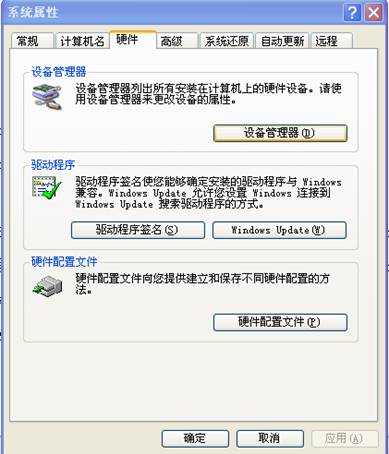 系统属性
常规 计算机名 硬件 高级 系统还原 自动更新 远程
设备管理器
设备管理器列出所有安装在计算机上的硬件设备。请使
用设备管理器来更改设备的属性。
设备管理器(D)
驱动程序
驱动程序签名使您能够确定安装的驱动程序与 Windows
兼容。Windows Update 允许您设置 Windows 连接到
Windows Update 搜索驱动程序的方式。
驱动程序签名(S) Windows Update(W)
硬件配置文件
硬件配置文件向您提供建立和保存不同硬件配置的方
法。
硬件配置文件(P)
确定 取消 应用(A)